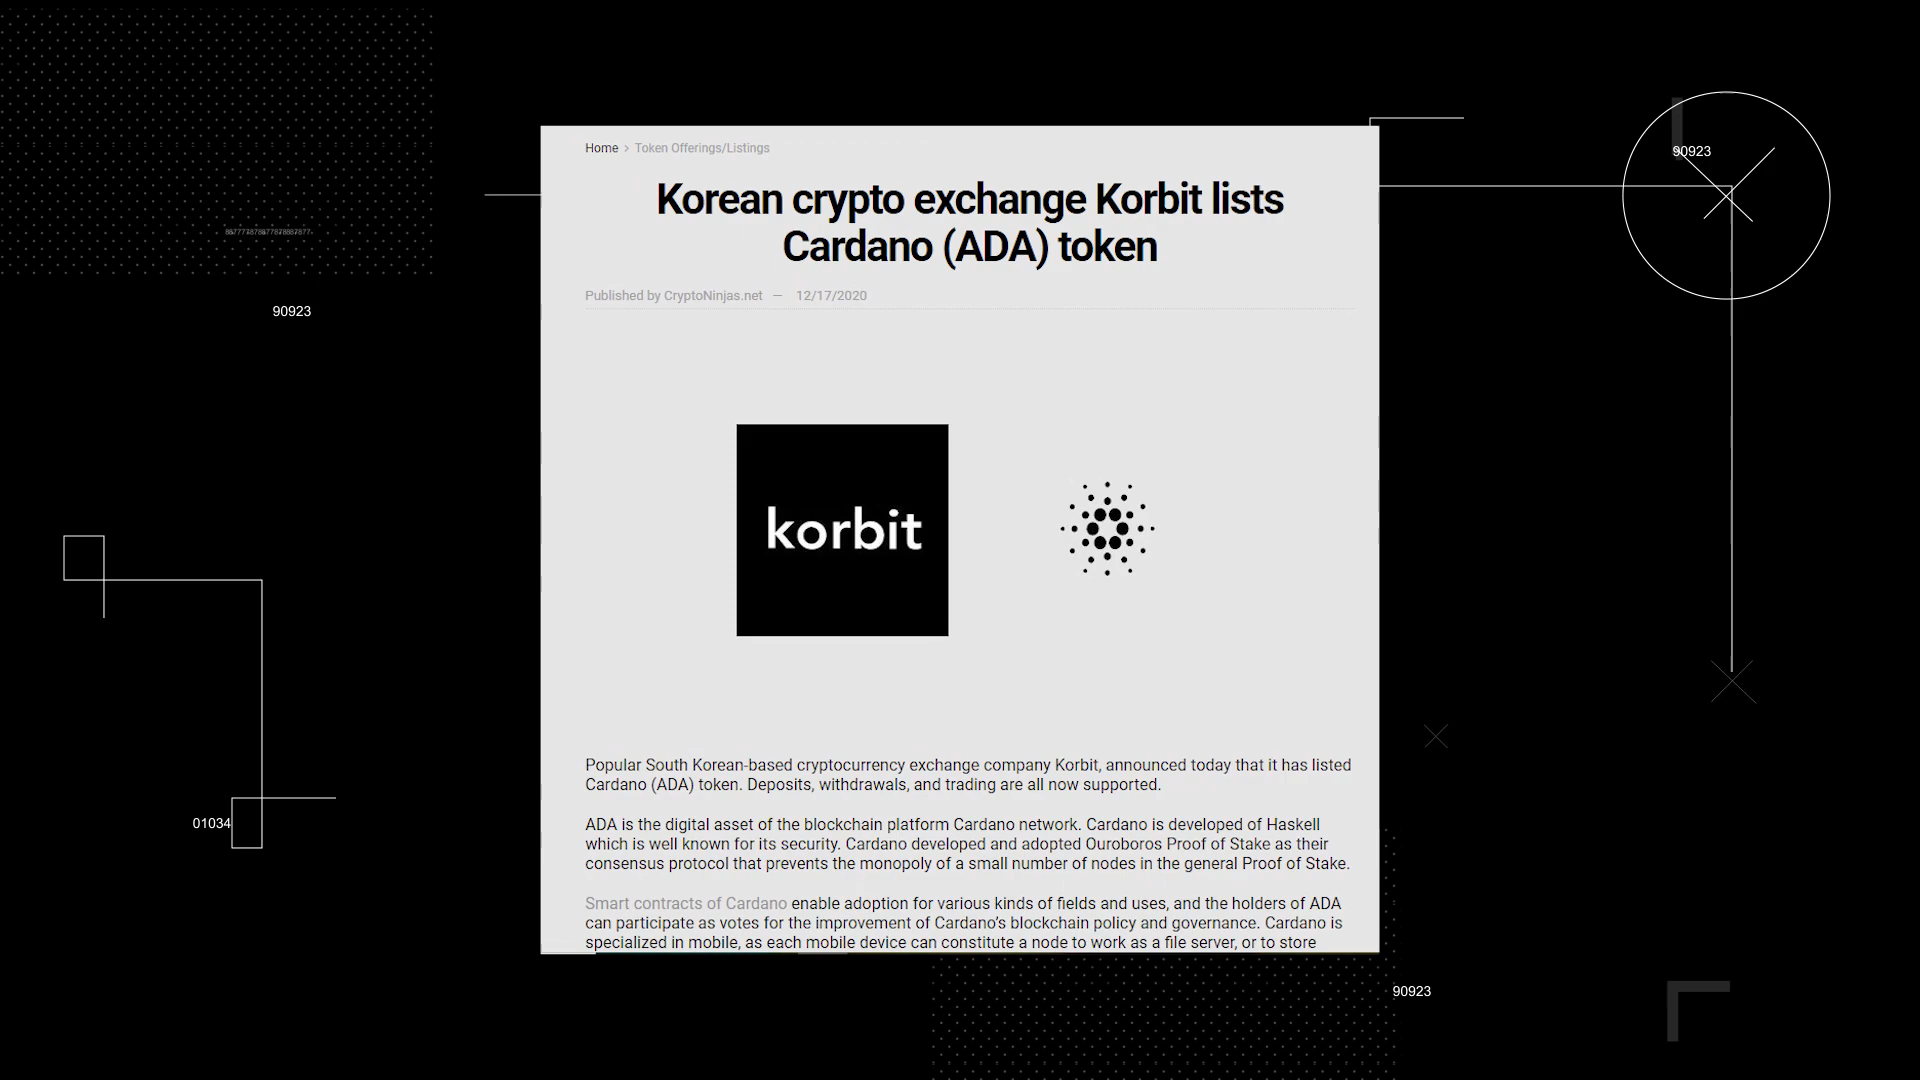 Home > Token Offerings/Listings
Korean crypto exchange Korbit lists
Cardano (ADA) token
Published by CryptoNinjas.net — 12/17/2020
korbit
Popular South Korean-based cryptocurrency exchange company Korbit, announced today that it has listed
Cardano (ADA) token. Deposits, withdrawals, and trading are all now supported.
ADA is the digital asset of the blockchain platform Cardano network. Cardano is developed of Haskell
which is well known for its security. Cardano developed and adopted Ouroboros Proof of Stake as their
consensus protocol that prevents the monopoly of a small number of nodes in the general Proof of Stake.
Smart contracts of Cardano enable adoption for various kinds of fields and uses, and the holders of ADA
can participate as votes for the improvement of Cardano’s blockchain policy and governance. Cardano is
specialized in mobile, as each mobile device can constitute a node to work as a file server, or to store
90923
90923
01034
90923